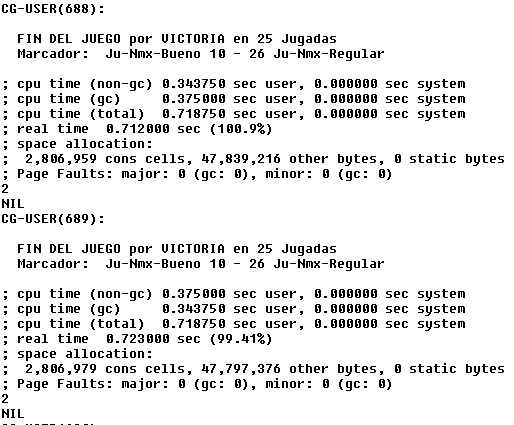 CG-USER(688):
FIN DEL JUEGO por VICTORIA en 25 Jugadas
Marcador:  Ju-Nmx-Bueno 10 - 26 Ju-Nmx-Regular
; cpu time (non-gc) 0.343750 sec user, 0.000000 sec system
; cpu time (gc)     0.375000 sec user, 0.000000 sec system
; cpu time (total)  0.718750 sec user, 0.000000 sec system
; real time  0.712000 sec (100.9%)
; space allocation:
;  2,806,959 cons cells, 47,839,216 other bytes, 0 static bytes
; Page Faults: major: 0 (gc: 0), minor: 0 (gc: 0)
2
NIL
CG-USER(689):
FIN DEL JUEGO por VICTORIA en 25 Jugadas
Marcador:  Ju-Nmx-Bueno 10 - 26 Ju-Nmx-Regular
; cpu time (non-gc) 0.375000 sec user, 0.000000 sec system
; cpu time (gc)     0.343750 sec user, 0.000000 sec system
; cpu time (total)  0.718750 sec user, 0.000000 sec system
; real time  0.723000 sec (99.41%)
; space allocation:
;  2,806,979 cons cells, 47,797,376 other bytes, 0 static bytes
; Page Faults: major: 0 (gc: 0), minor: 0 (gc: 0)
2
NIL